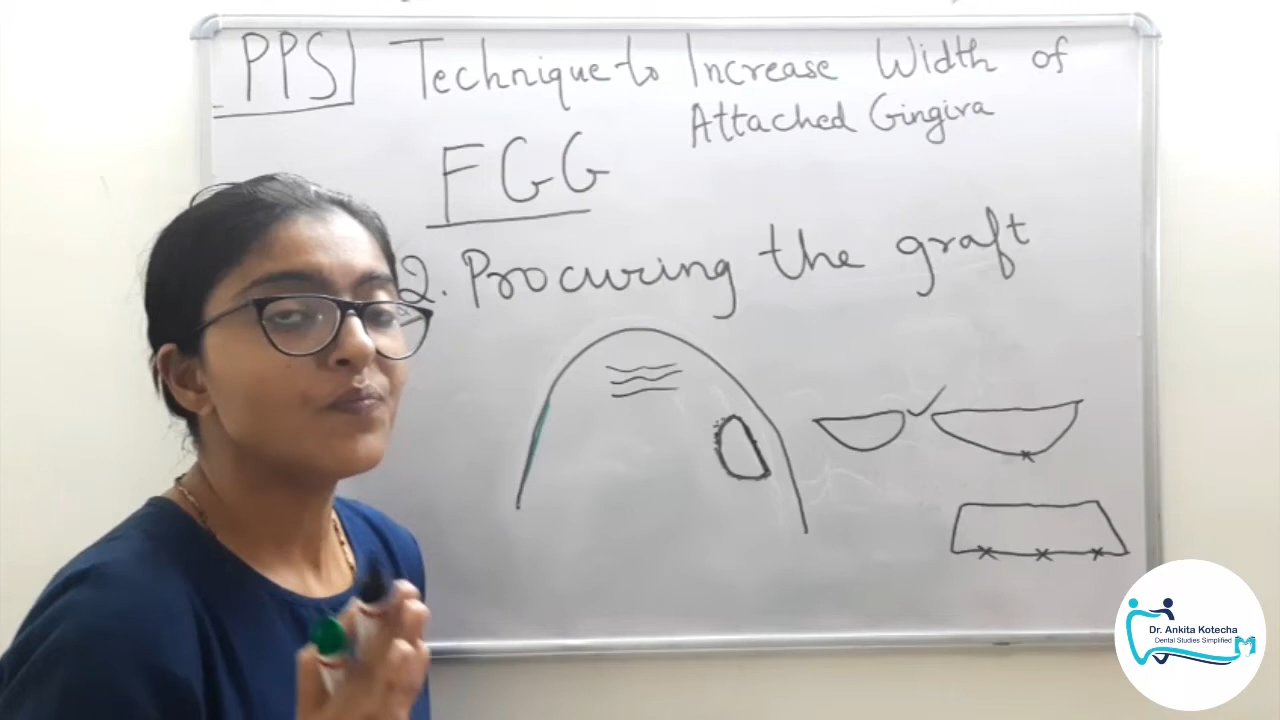 PPS Technique to Increase Width of
Attached Gingiva
FGG
2. Procuring the graft
Dr. Ankita Kotecha
Dental Studies Simplified